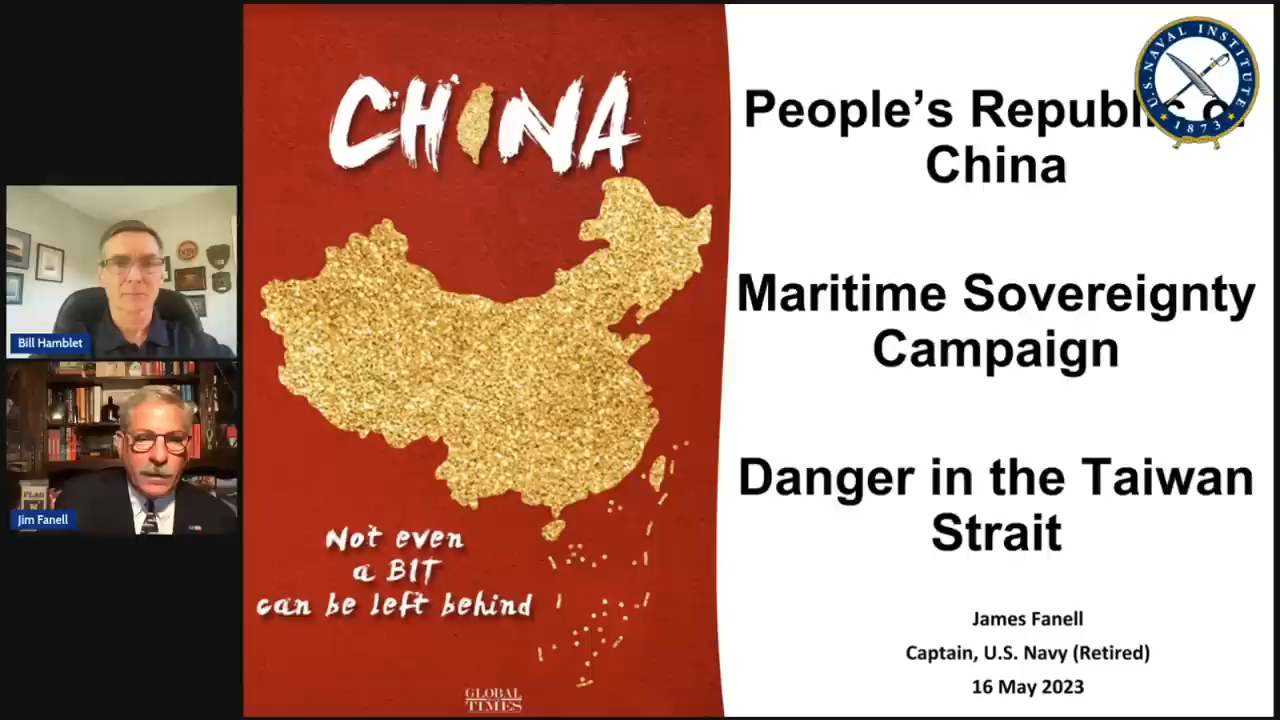 CHINA
Not even
a BIT
can be left behind
GLOBAL
TIMES
U.S. NAVAL INSTITUTE
1873
People's Republic of
China
Maritime Sovereignty
Campaign
Danger in the Taiwan
Strait
James Fanell
Captain, U.S. Navy (Retired)
16 May 2023
Bill Hamblet
FLAG
Jim Fanell